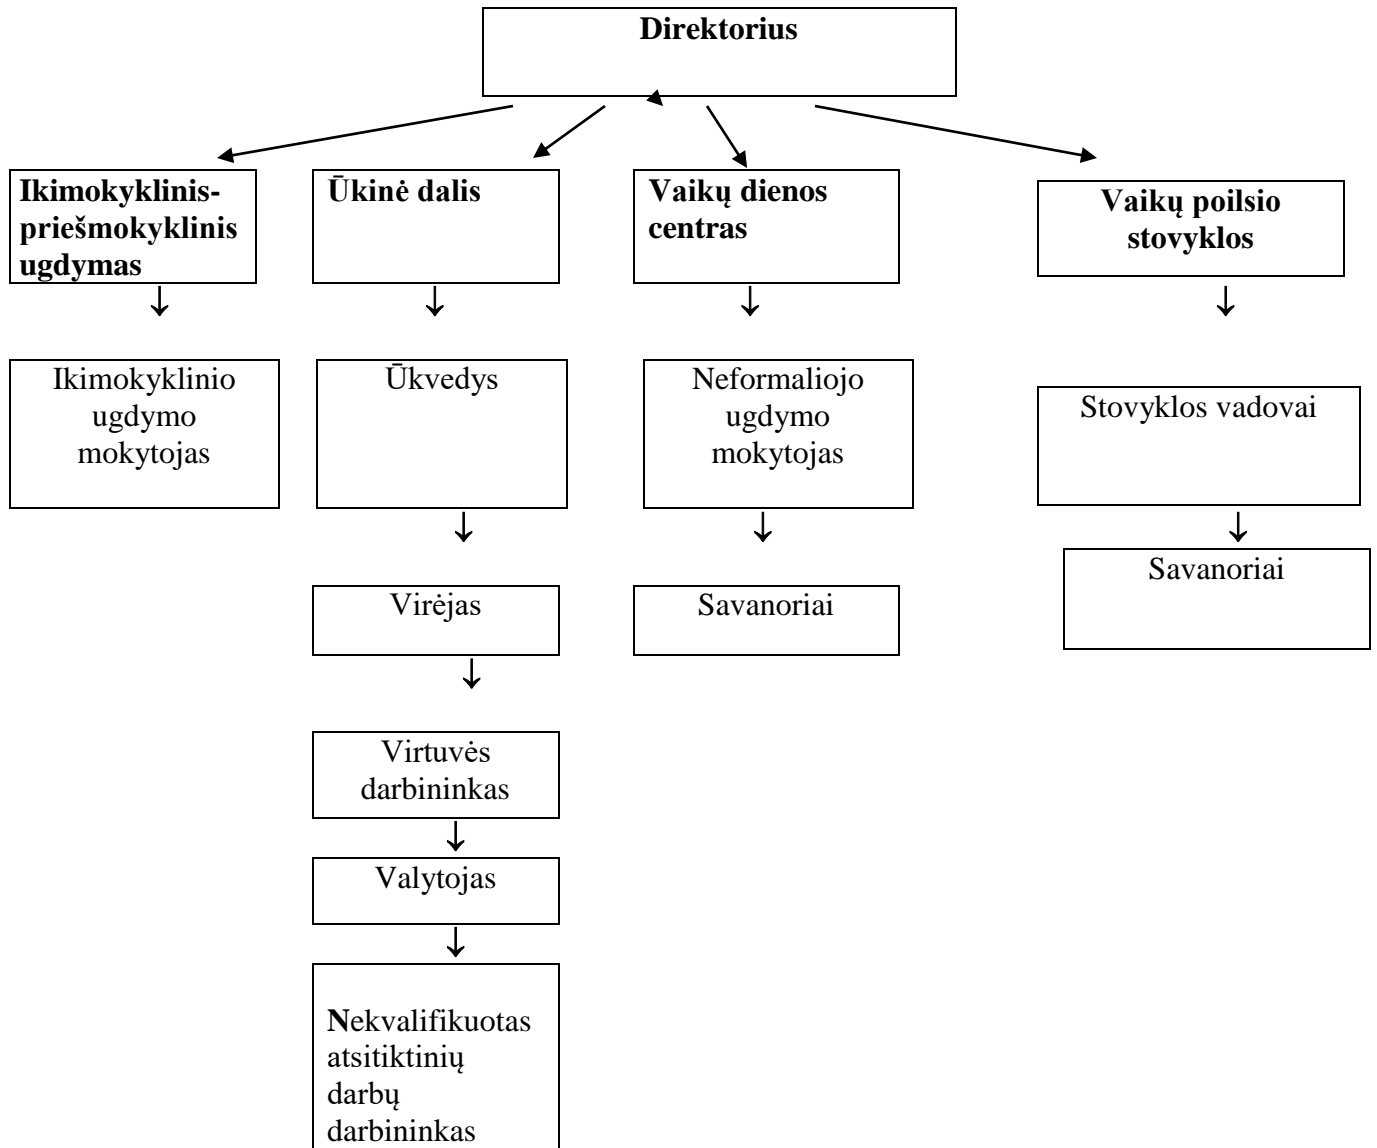 Direktorius
Ikimokyklinis-
priešmokyklinis
ugdymas
Ūkinė dalis
Vaikų dienos
centras
Vaikų poilsio
stovyklos
Ikimokyklinio
ugdymo
mokytojas
Ūkvedys
Neformaliojo
ugdymo
mokytojas
Stovyklos vadovai
Virėjas
Savanoriai
Savanoriai
Virtuvės
darbininkas
Valytojas
Nekvalifikuotas
atsitiktinių
darbų
darbininkas